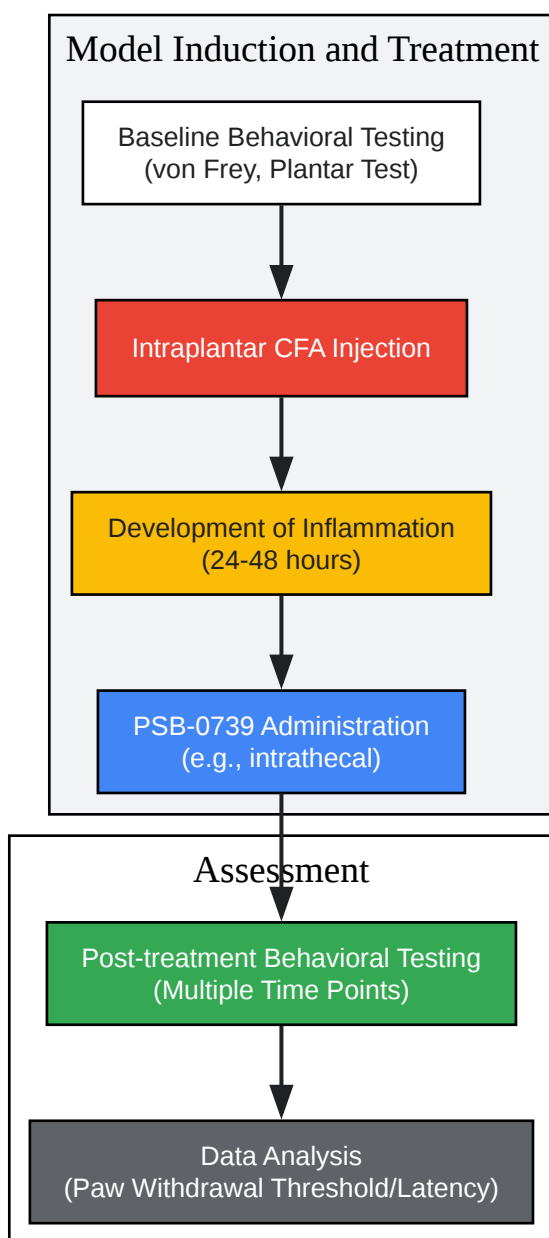 Model Induction and Treatment
Baseline Behavioral Testing
(von Frey, Plantar Test)
Intraplantar CFA Injection
Development of Inflammation
(24-48 hours)
PSB-0739 Administration
(e.g., intrathecal)
Assessment
Post-treatment Behavioral Testing
(Multiple Time Points)
Data Analysis
(Paw Withdrawal Threshold/Latency)